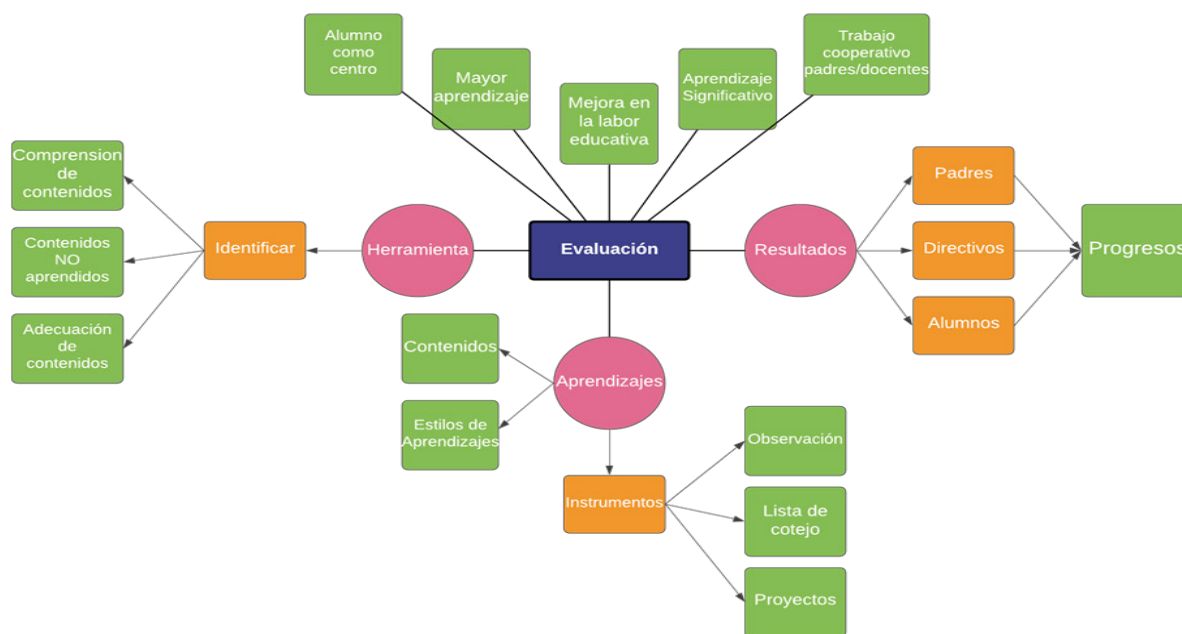 Alumno
como
centro
Mayor
aprendizaje
Mejora en
la labor
educativa
Aprendizaje
Significativo
Trabajo
cooperativo
padres/docentes
Comprension
de
contenidos
Contenidos
NO
aprendidos
Adecuación
de
contenidos
Identificar
Herramienta
Evaluación
Resultados
Padres
Directivos
Alumnos
Progresos
Contenidos
Estilos de
Aprendizajes
Aprendizajes
Instrumentos
Observación
Lista de
cotejo
Proyectos